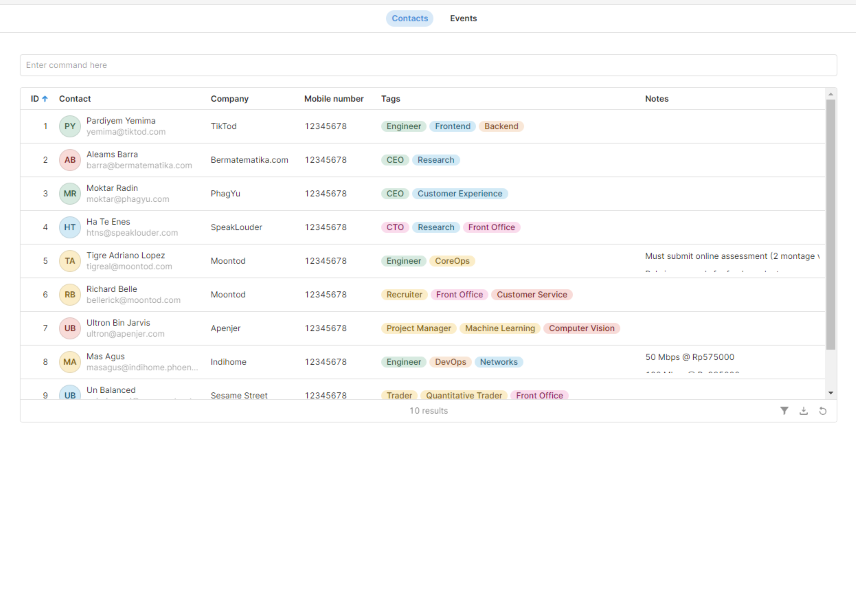 Contacts Events
Enter command here
ID Contact Company Mobile number Tags Notes
1 PY Pardiyem Yemima TikTod 12345678 Engineer Frontend Backend
yemima@tiktod.com
2 AB Aleams Barra Bermatematika.com 12345678 CEO Research
barra@bermatematika.com
3 MR Moktar Radin PhagYu 12345678 CEO Customer Experience
moktar@phagyu.com
4 HT Ha Te Enes SpeakLouder 12345678 CTO Research Front Office
htns@speaklouder.com
5 TA Tigre Adriano Lopez Moontod 12345678 Engineer CoreOps Must submit online assessment (2 montage
tigreal@moontod.com
6 RB Richard Belle Moontod 12345678 Recruiter Front Office Customer Service
bellerick@moontod.com
7 UB Ultron Bin Jarvis Apenjer 12345678 Project Manager Machine Learning Computer Vision
ultron@apenjer.com
8 MA Mas Agus Indihome 12345678 Engineer DevOps Networks 50 Mbps @ Rp575000
masagus@indihome.phoen...
9 UB Un Balanced Sesame Street 12345678 Trader Quantitative Trader Front Office
10 results